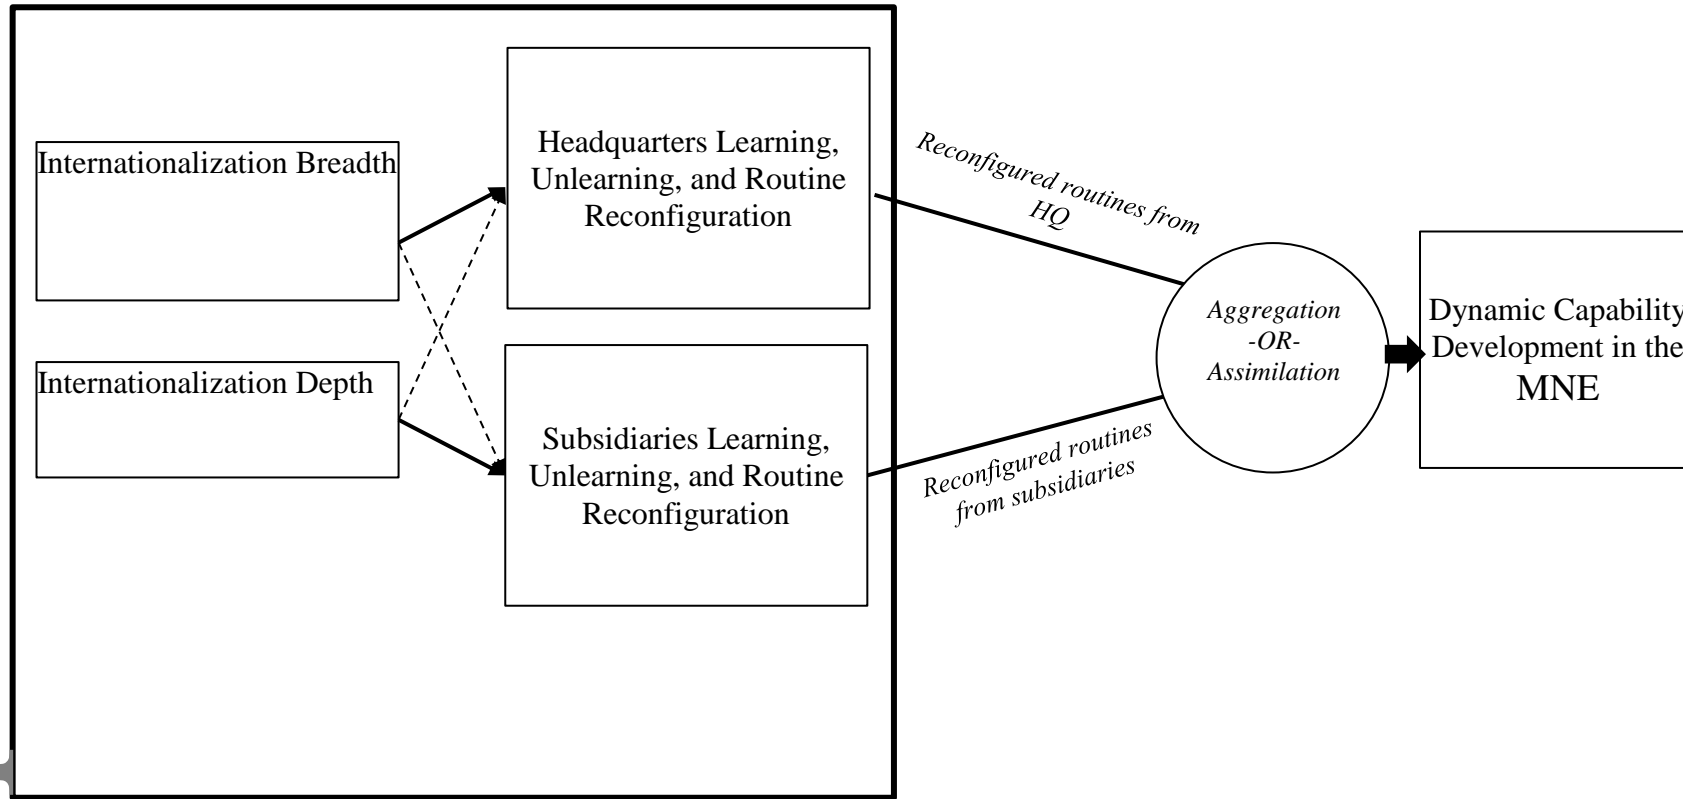 Internationalization Breadth
Headquarters Learning,
Unlearning, and Routine
Reconfiguration
Reconfigured routines from
HQ
Internationalization Depth
Subsidiaries Learning,
Unlearning, and Routine
Reconfiguration
Reconfigured routines
from subsidiaries
Aggregation
-OR-
Assimilation
Dynamic Capability
Development in the
MNE